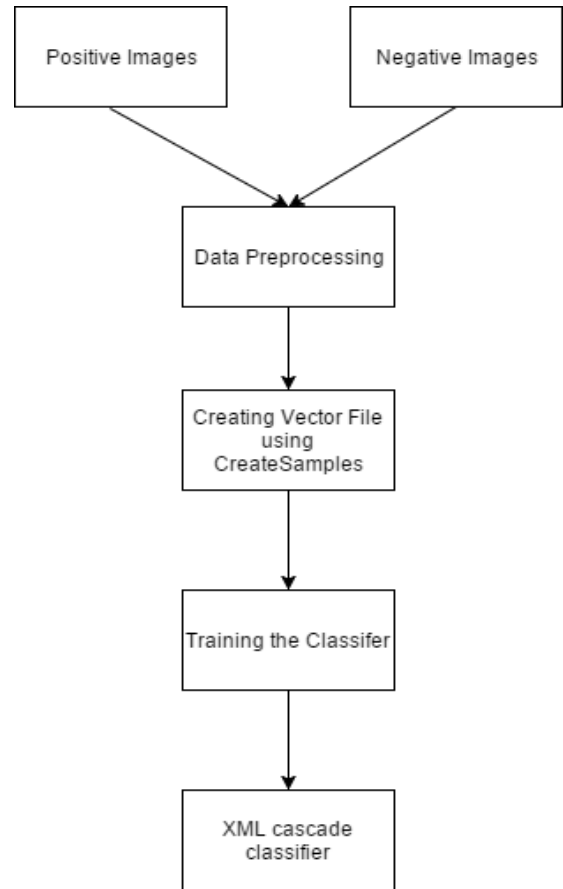 Positive Images
Negative Images
Data Preprocessing
Creating Vector File
using
CreateSamples
Training the Classifer
XML cascade
classifier